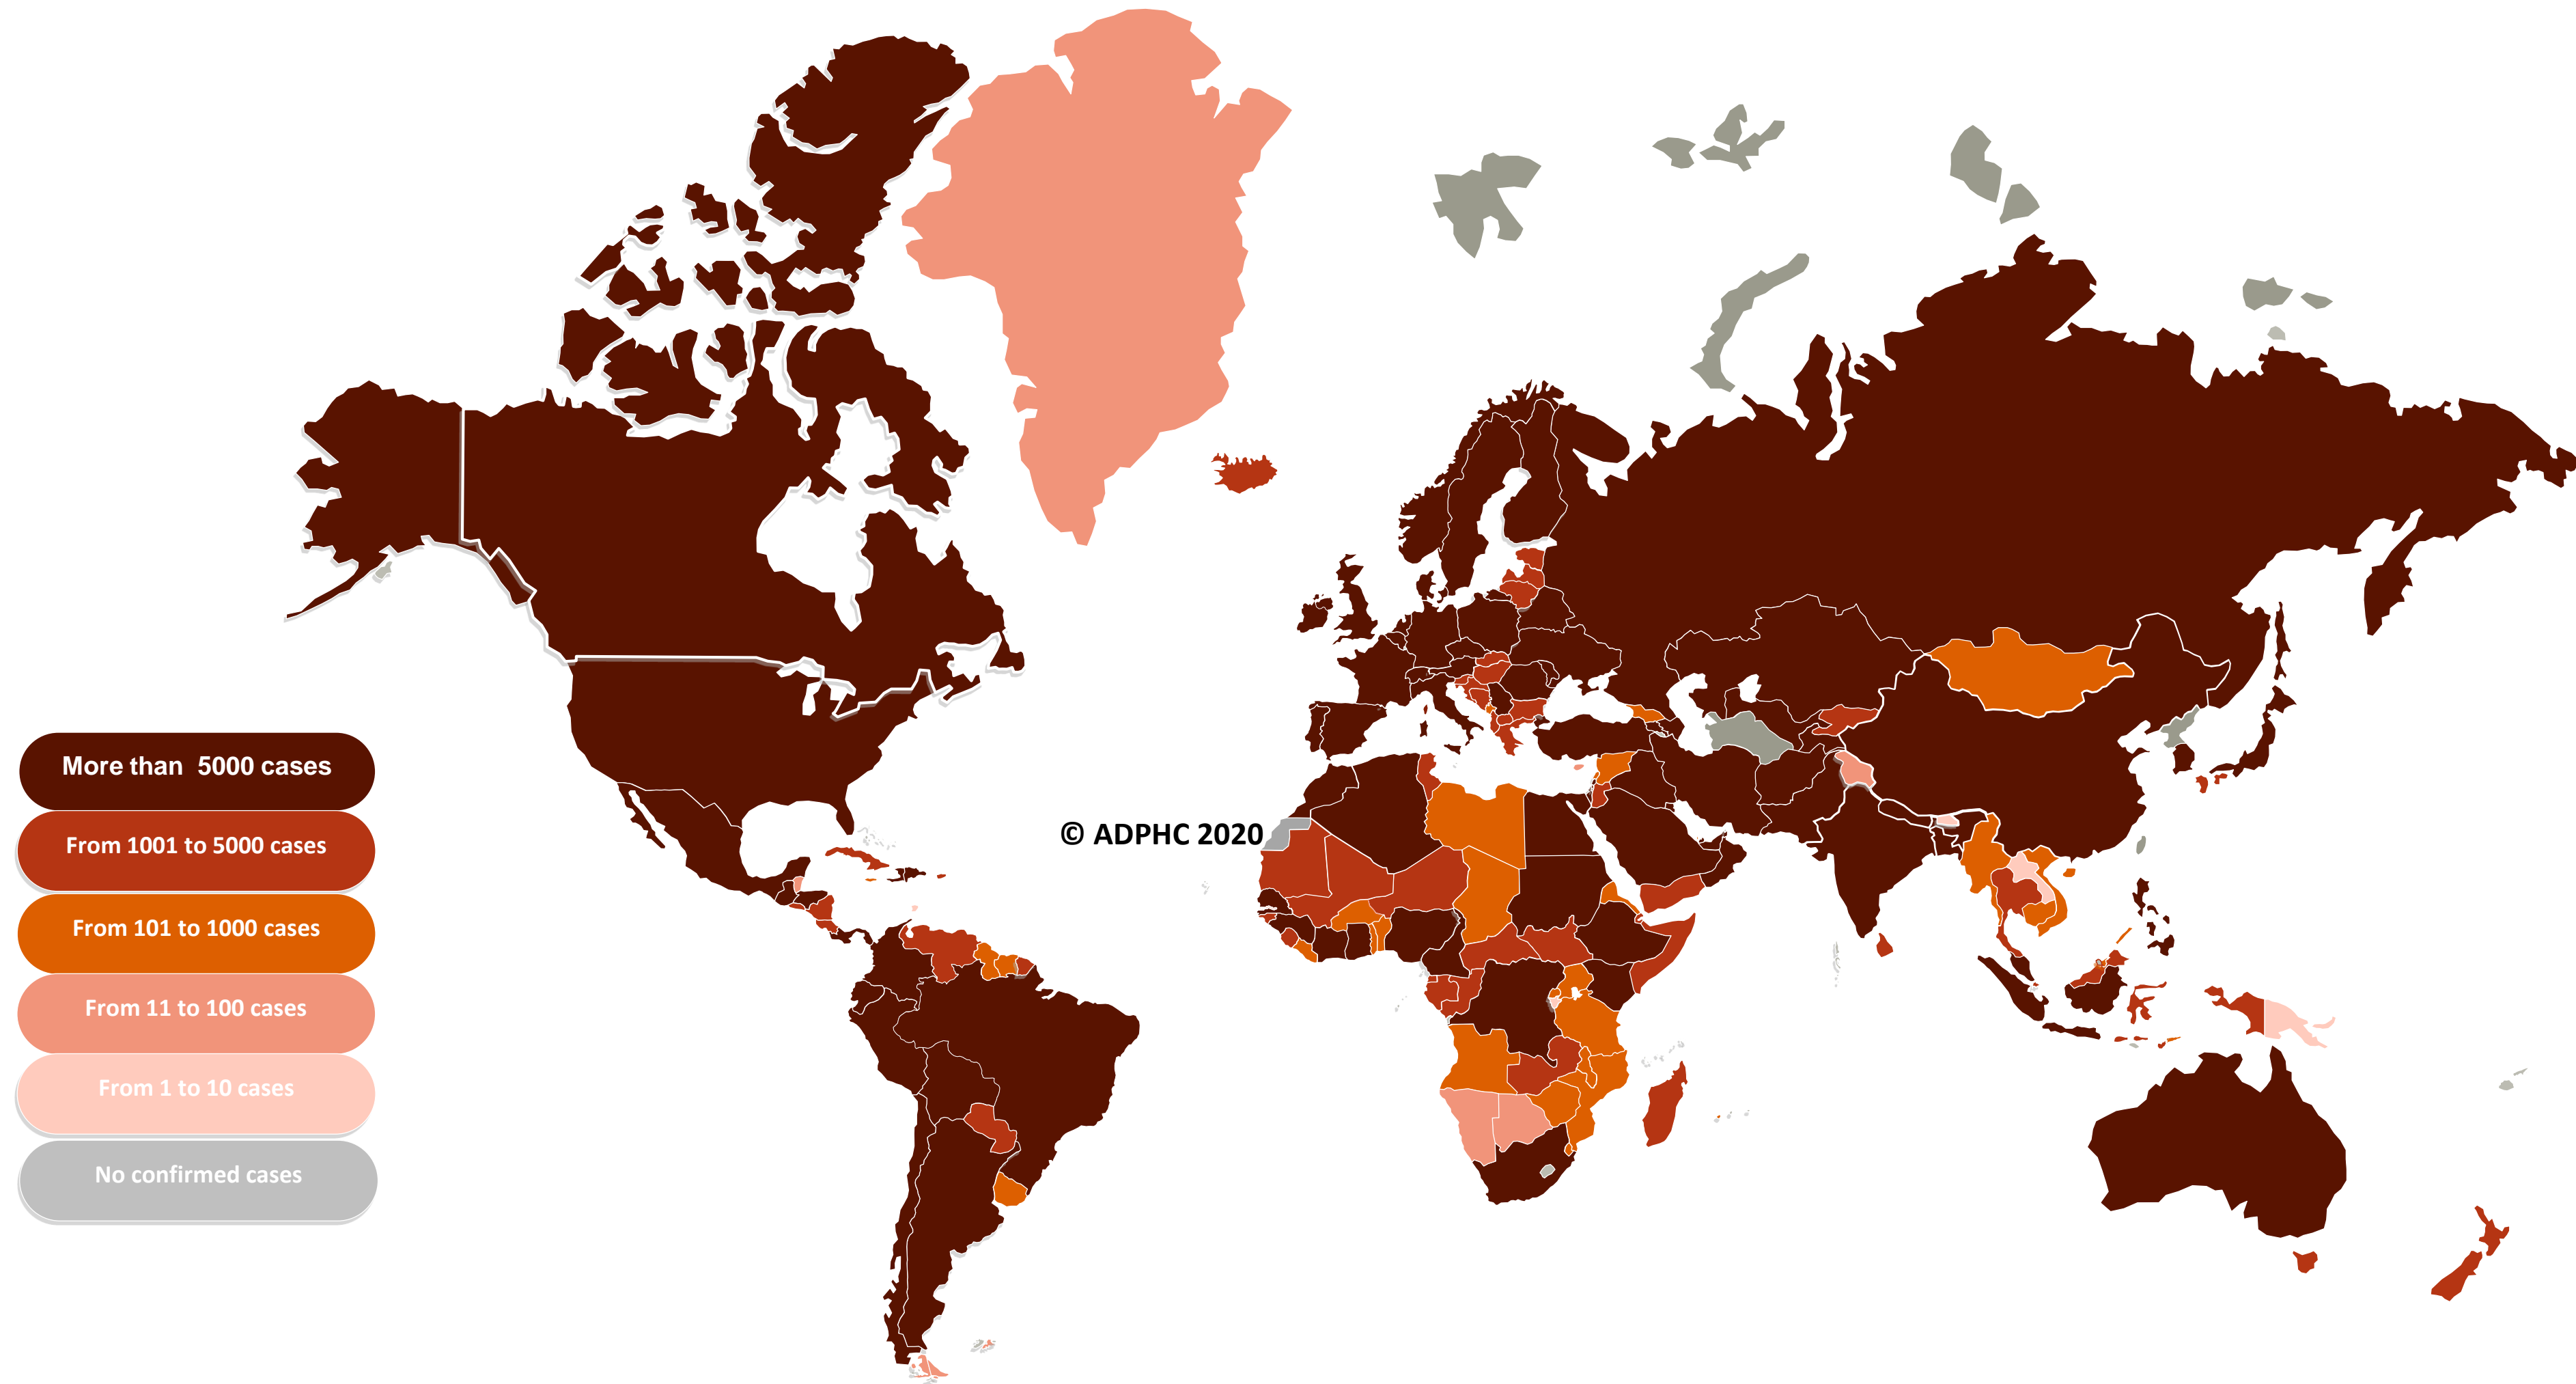 More than  5000 cases
From 1001 to 5000 cases
From 101 to 1000 cases
From 11 to 100 cases
From 1 to 10 cases
No confirmed cases
© ADPHC 2020